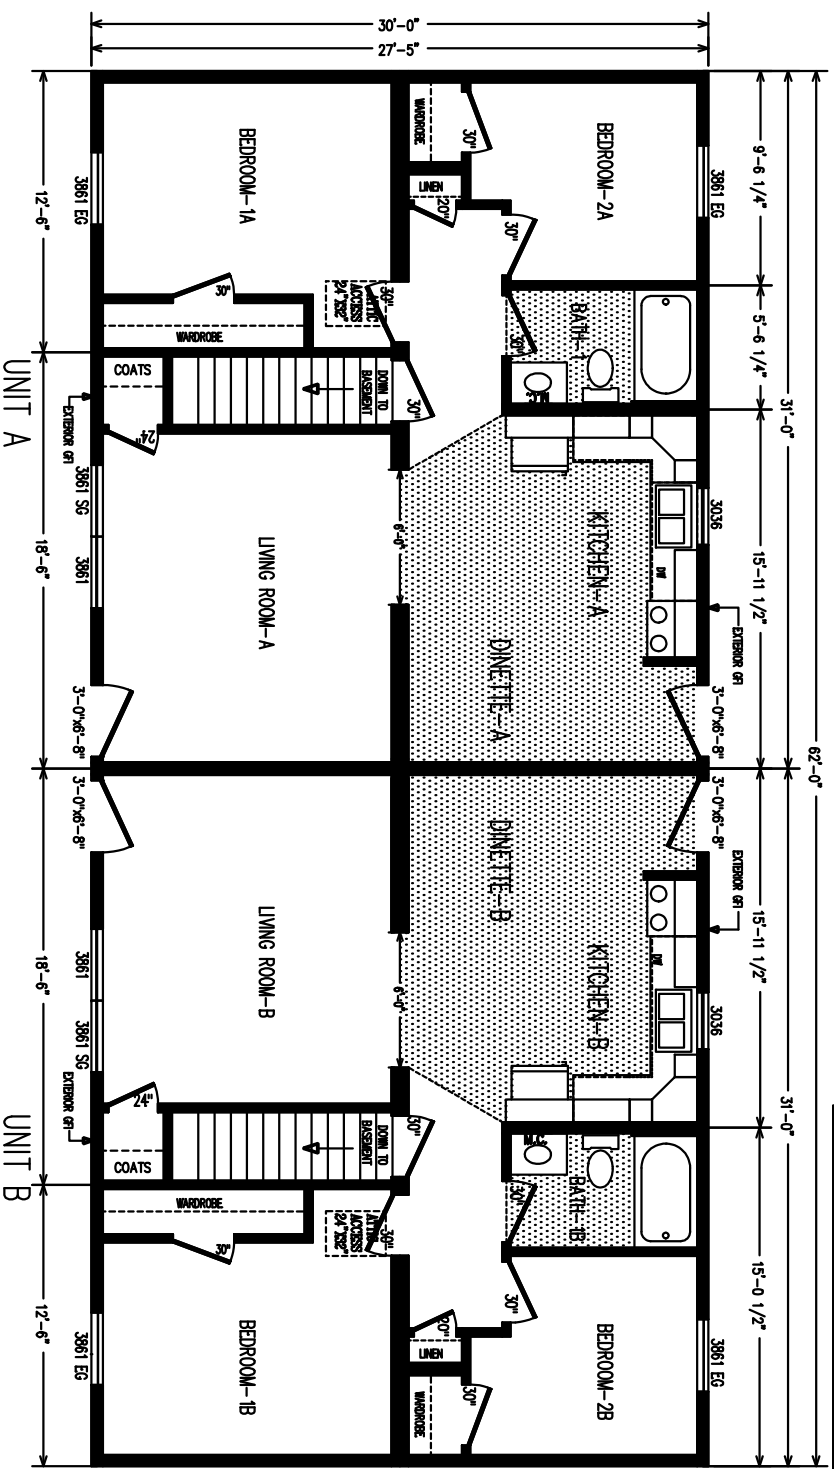 30'-0"
27'-5"
12'-6"
18'-6"
18'-6"
12'-6"
UNIT A
UNIT B
9'-6 1/4"
5'-6 1/4"
15'-11 1/2"
15'-11 1/2"
15'-0 1/2"
31'-0"
31'-0"
62'-0"
BEDROOM-1A
3861 EG
WARDROBE
30"
ATTIC
ACCESS
24"X32"
30"
WARDROBE
30"
BEDROOM-2A
3861 EG
LINEN
20"
30"
BATH-1
30"
M.C.
COATS
24"
DOWN TO
BASEMENT
30"
EXTERIOR GFI
3861 SG
3861
LIVING ROOM-A
6'-0"
KITCHEN-A
3036
DW
EXTERIOR GFI
DINETTE-A
3'-0"x6'-8"
3'-0"x6'-8"
3'-0"x6'-8"
3'-0"x6'-8"
DINETTE-B
EXTERIOR GFI
KITCHEN-B
3036
DW
LIVING ROOM-B
6'-0"
3861
3861 SG
EXTERIOR GFI
24"
COATS
DOWN TO
BASEMENT
30"
M.C.
BATH-1B
30"
WARDROBE
30"
ATTIC
ACCESS
24"X32"
30"
30"
20"
LINEN
BEDROOM-1B
3861 EG
BEDROOM-2B
3861 EG
WARDROBE
30"